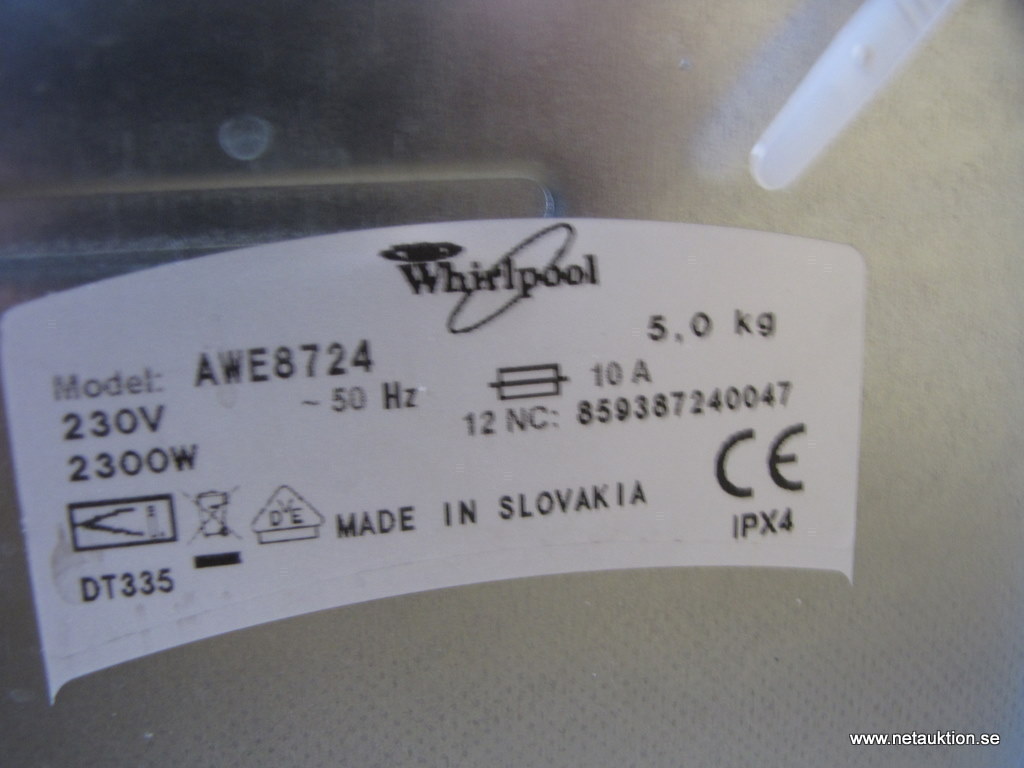 Whirlpool
5,0 kg
Model: AWE8724
230V ~ 50 Hz 10 A
2300W 12 NC: 859387240047
DVE MADE IN SLOVAKIA
DT335 IPX4
www.netauktion.se